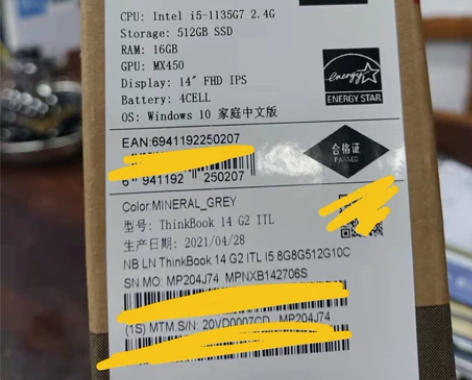 CPU: Intel i5-1135G7 2.4G
Storage: 512GB SSD
RAM: 16GB
GPU: MX450
Display: 14" FHD IPS
Battery: 4CELL
OS: Windows 10 家庭中文版
energy
ENERGY STAR
EAN:6941192250207
6 941192 250207
合格证
PASSED
Color:MINERAL_GREY
型号: ThinkBook 14 G2 ITL
生产日期: 2021/04/28
NB LN ThinkBook 14 G2 ITL I5 8G8G512G10C
SN.MO: MP204J74 MPNXB142706S
(1S) MTM.S/N: 20VD0007CD MP204J74